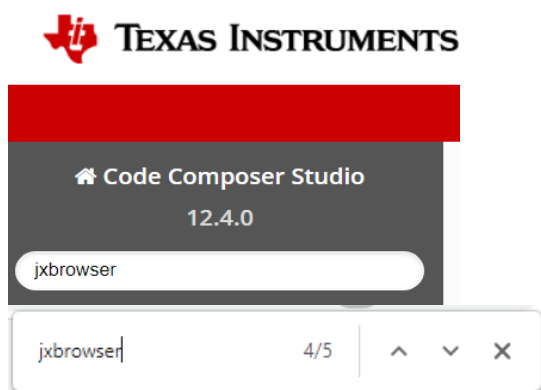 TEXAS INSTRUMENTS
Code Composer Studio
12.4.0
jxbrowser
jxbrowser 4/5